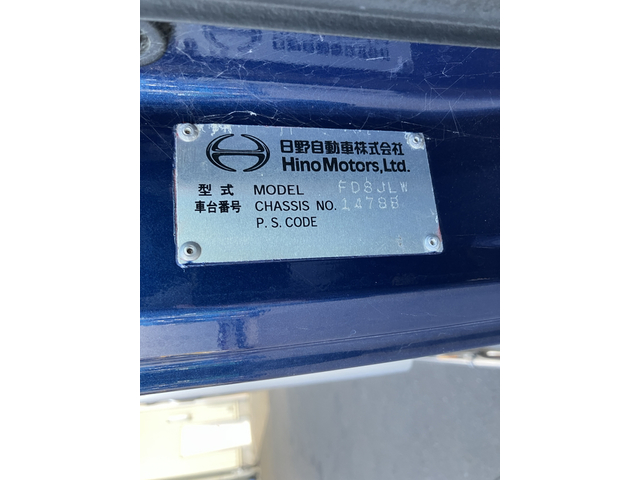 日野自動車株式会社
Hino Motors, Ltd.
型式 MODEL FD8JLW
車台番号 CHASSIS NO. 14788
P.S.CODE